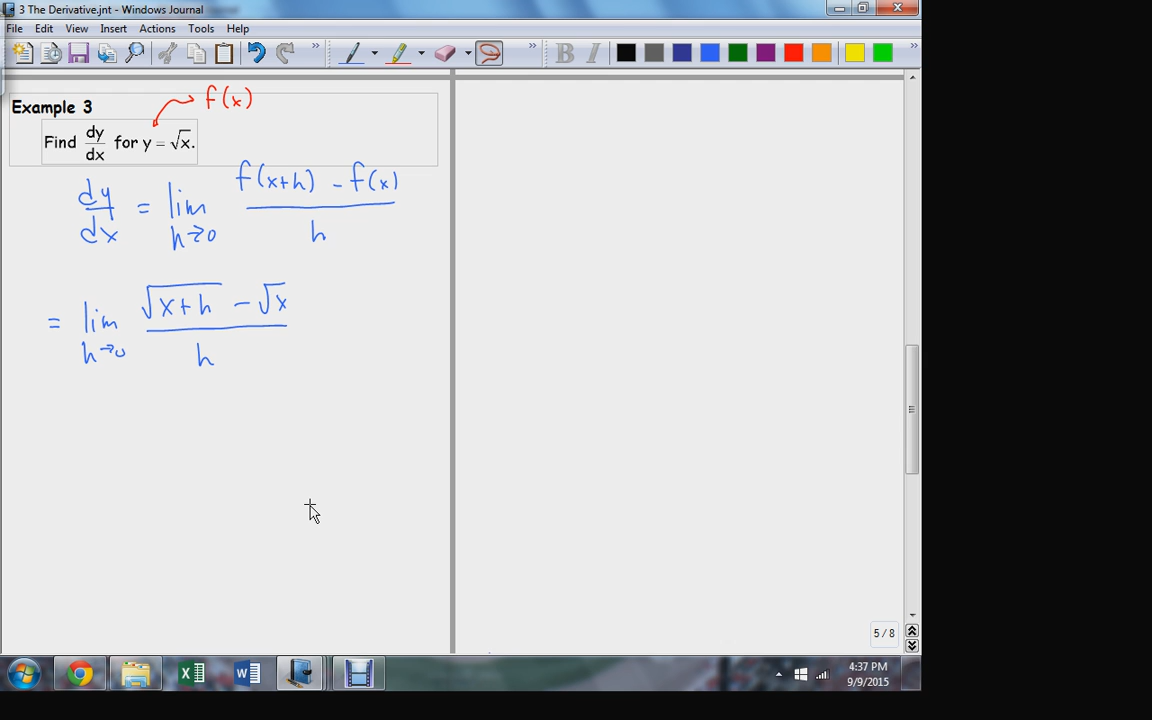 3 The Derivative.jnt - Windows Journal
File Edit View Insert Actions Tools Help
B I
Example 3
f(x)
Find dy/dx for y = √x.
dy/dx = lim h→0 (f(x+h) - f(x))/h
= lim h→0 (√(x+h) - √x)/h
5 / 8
4:37 PM
9/9/2015